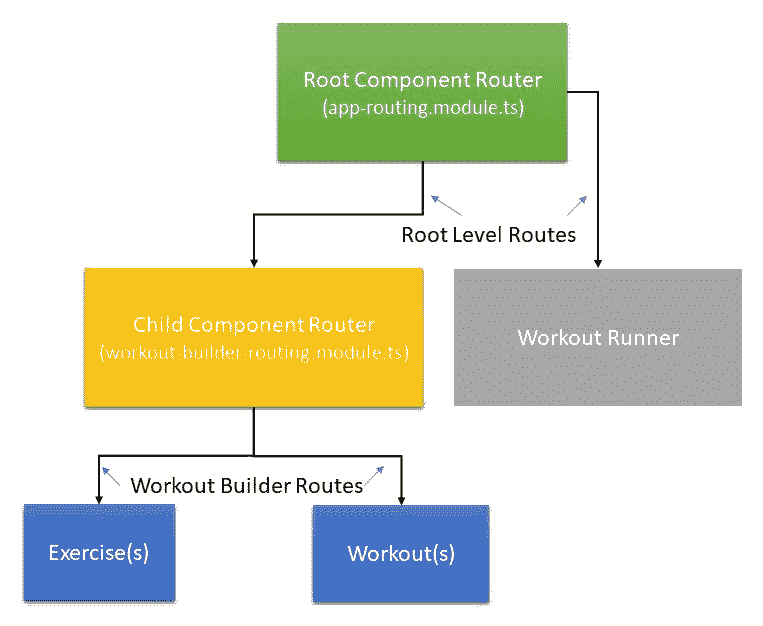 Root Component Router
(app-routing.module.ts)
Root Level Routes
Child Component Router
(workout-builder-routing-module.ts)
Workout Runner
Workout Builder Routes
Exercise(s)
Workout(s)